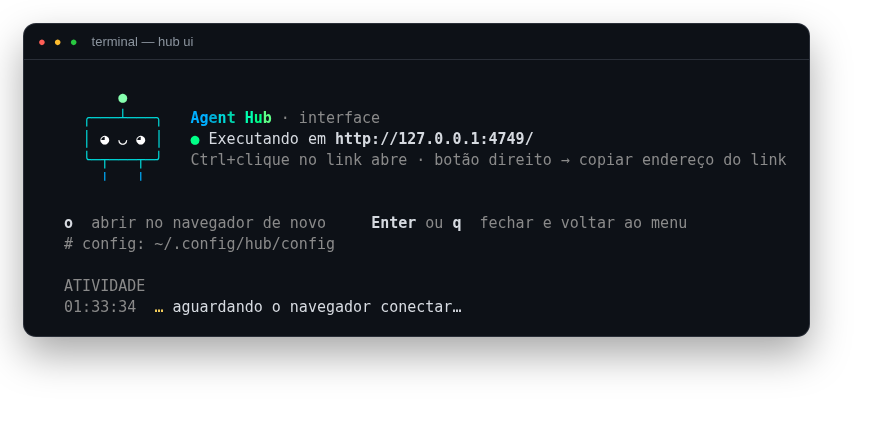 terminal — hub ui
Agent Hub · interface
● Executando em http://127.0.0.1:4749/
Ctrl+clique no link abre · botão direito → copiar endereço do link
o  abrir no navegador de novo     Enter ou q  fechar e voltar ao menu
# config: ~/.config/hub/config
ATIVIDADE
01:33:34  … aguardando o navegador conectar…